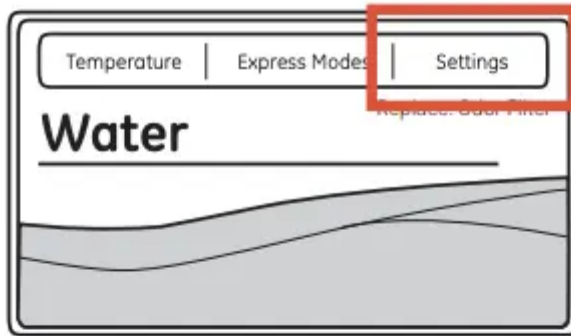 Temperature | Express Modes | Settings
Replace: Odor Filter
Water